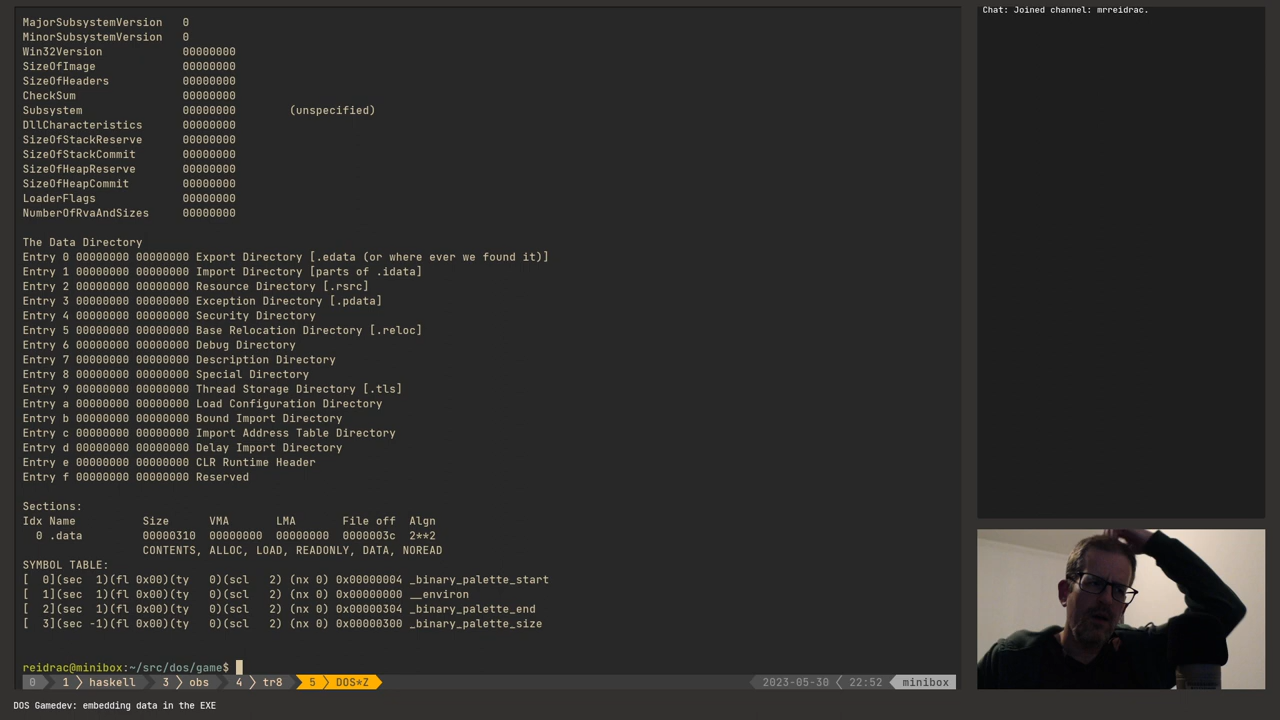 MajorSubsystemVersion 0
MinorSubsystemVersion 0
Win32Version 00000000
SizeOfImage 00000000
SizeOfHeaders 00000000
CheckSum 00000000
Subsystem 00000000 (unspecified)
DllCharacteristics 00000000
SizeOfStackReserve 00000000
SizeOfStackCommit 00000000
SizeOfHeapReserve 00000000
SizeOfHeapCommit 00000000
LoaderFlags 00000000
NumberOfRvaAndSizes 00000000
The Data Directory
Entry 0 00000000 00000000 Export Directory [.edata (or where ever we found it)]
Entry 1 00000000 00000000 Import Directory [parts of .idata]
Entry 2 00000000 00000000 Resource Directory [.rsrc]
Entry 3 00000000 00000000 Exception Directory [.pdata]
Entry 4 00000000 00000000 Security Directory
Entry 5 00000000 00000000 Base Relocation Directory [.reloc]
Entry 6 00000000 00000000 Debug Directory
Entry 7 00000000 00000000 Description Directory
Entry 8 00000000 00000000 Special Directory
Entry 9 00000000 00000000 Thread Storage Directory [.tls]
Entry a 00000000 00000000 Load Configuration Directory
Entry b 00000000 00000000 Bound Import Directory
Entry c 00000000 00000000 Import Address Table Directory
Entry d 00000000 00000000 Delay Import Directory
Entry e 00000000 00000000 CLR Runtime Header
Entry f 00000000 00000000 Reserved
Sections:
Idx Name Size VMA LMA File off Algn
0 .data 00000310 00000000 00000000 0000003c 2**2
CONTENTS, ALLOC, LOAD, READONLY, DATA, NOREAD
SYMBOL TABLE:
[ 0](sec 1)(fl 0x00)(ty 0)(scl 2) (nx 0) 0x00000004 _binary_palette_start
[ 1](sec 1)(fl 0x00)(ty 0)(scl 2) (nx 0) 0x00000000 __environ
[ 2](sec 1)(fl 0x00)(ty 0)(scl 2) (nx 0) 0x00000304 _binary_palette_end
[ 3](sec -1)(fl 0x00)(ty 0)(scl 2) (nx 0) 0x00000300 _binary_palette_size
reidrac@minibox:~/src/dos/game$
0 1 haskell 3 obs 4 tr8 5 DOS*Z 2023-05-30 22:52 minibox
DOS Gamedev: embedding data in the EXE
Chat: Joined channel: mrreidrac.